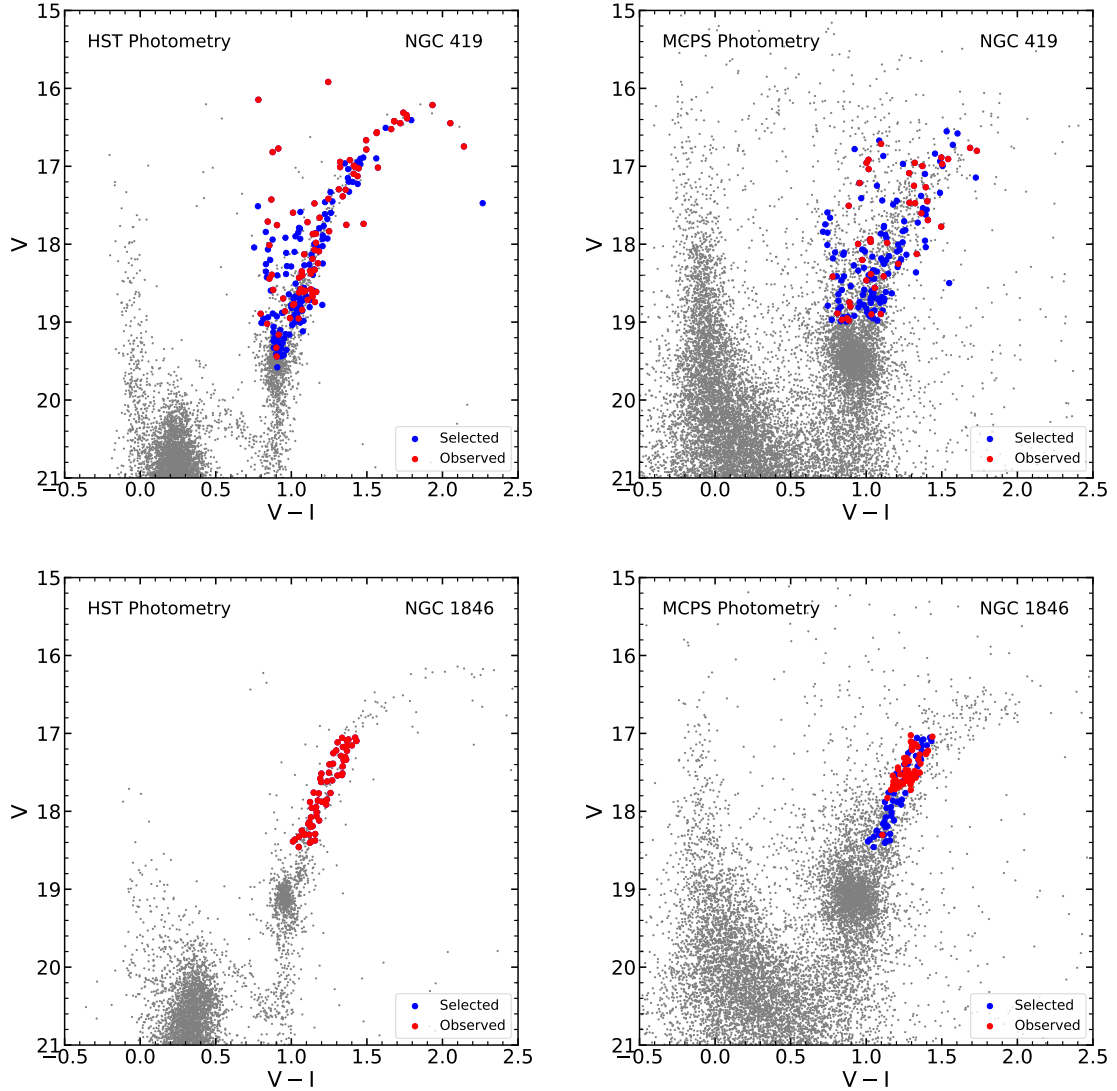 HST Photometry NGC 419
V
15
16
17
18
19
20
21
Selected
Observed
−0.5 0.0 0.5 1.0 1.5 2.0 2.5
V − I
MCPS Photometry NGC 419
V
15
16
17
18
19
20
21
Selected
Observed
−0.5 0.0 0.5 1.0 1.5 2.0 2.5
V − I
HST Photometry NGC 1846
V
15
16
17
18
19
20
21
Selected
Observed
−0.5 0.0 0.5 1.0 1.5 2.0 2.5
V − I
MCPS Photometry NGC 1846
V
15
16
17
18
19
20
21
Selected
Observed
−0.5 0.0 0.5 1.0 1.5 2.0 2.5
V − I